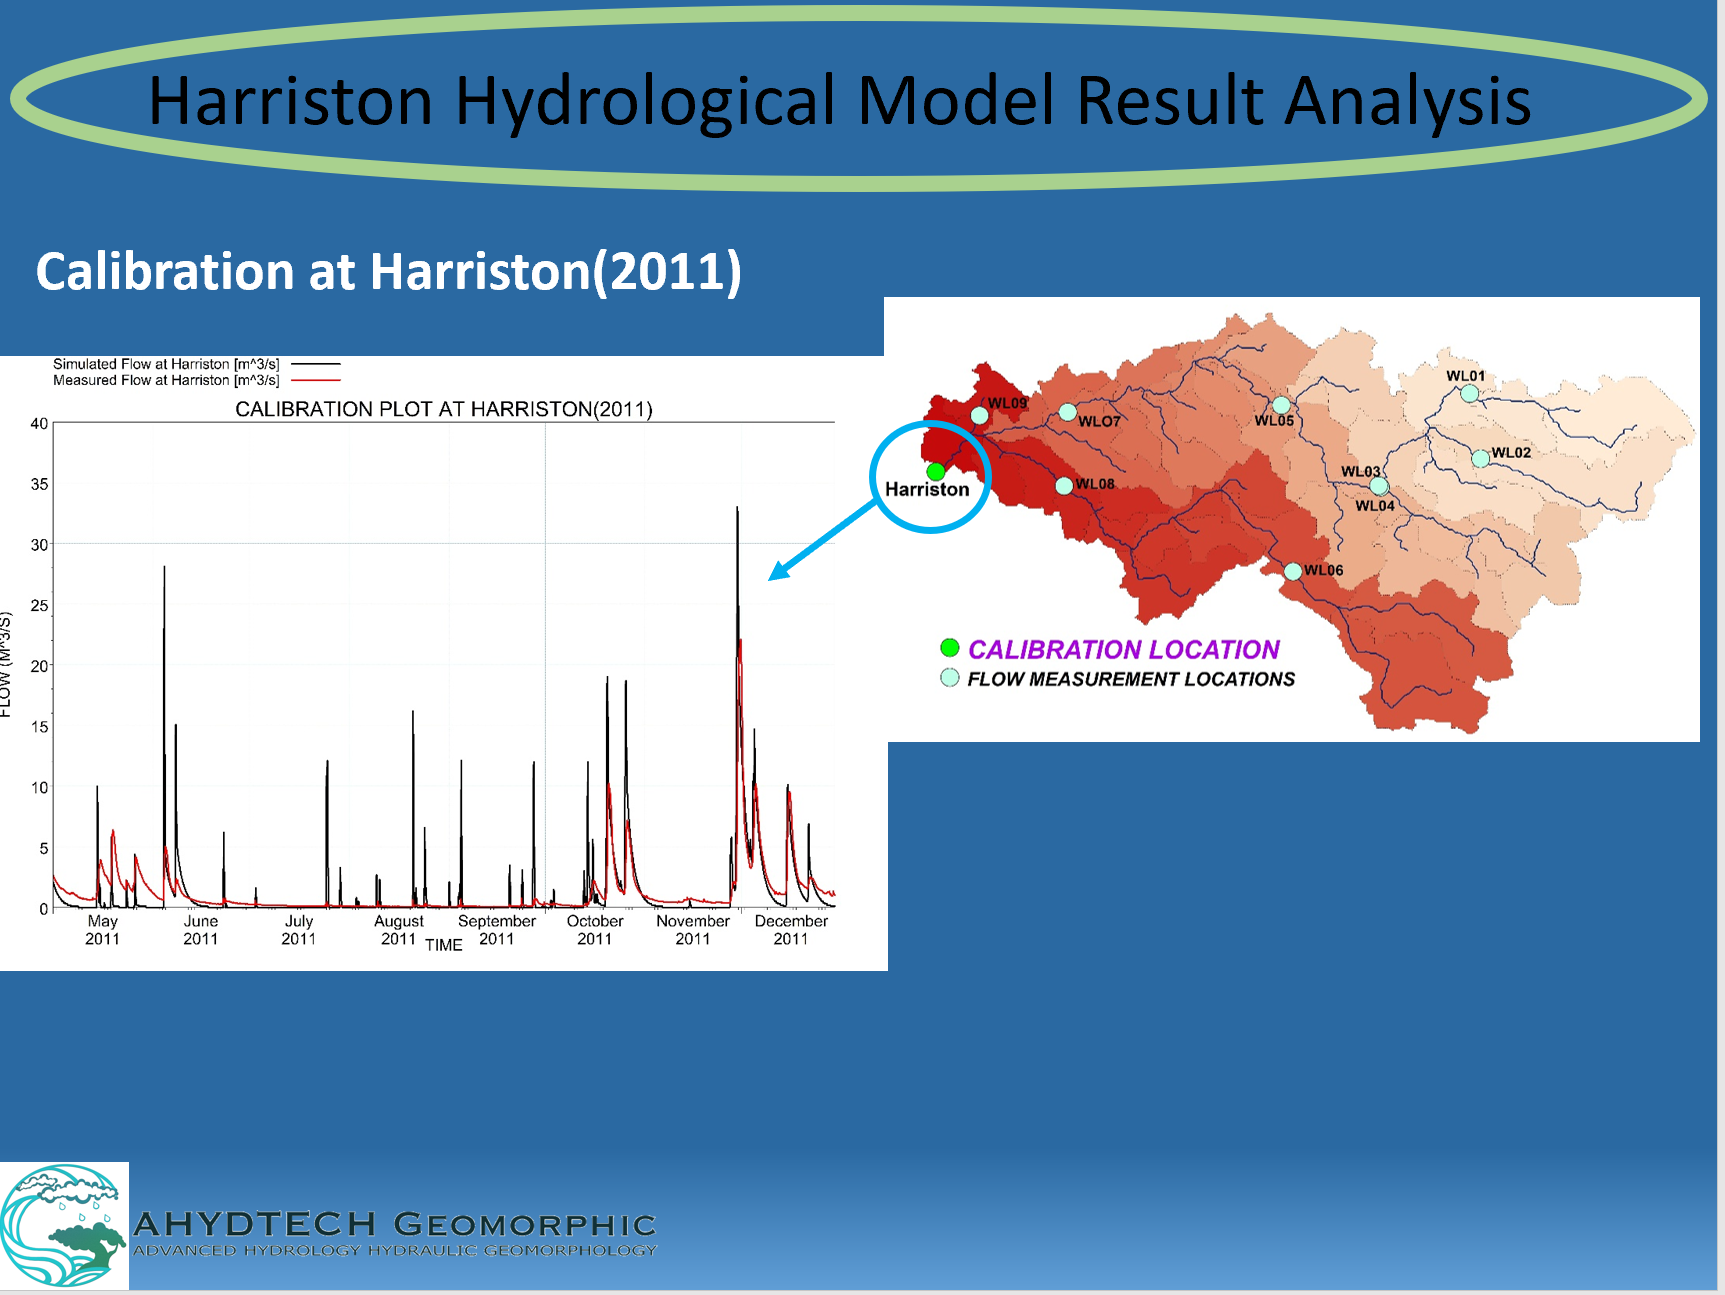 Harriston Hydrological Model Result Analysis
Calibration at Harriston(2011)
Simulated Flow at Harriston [m^3/s]
Measured Flow at Harriston [m^3/s]
CALIBRATION PLOT AT HARRISTON(2011)
40
35
30
25
20
15
10
5
0
FLOW (M^3/S)
May June July August September October November December
2011 2011 2011 2011 2011 2011 2011 2011
TIME
WL01
WL09
WLO7
WL05
WL02
WL03
WL08
Harriston
WL04
WL06
CALIBRATION LOCATION
FLOW MEASUREMENT LOCATIONS
AHYDTECH GEOMORPHIC
ADVANCED HYDROLOGY HYDRAULIC GEOMORPHOLOGY